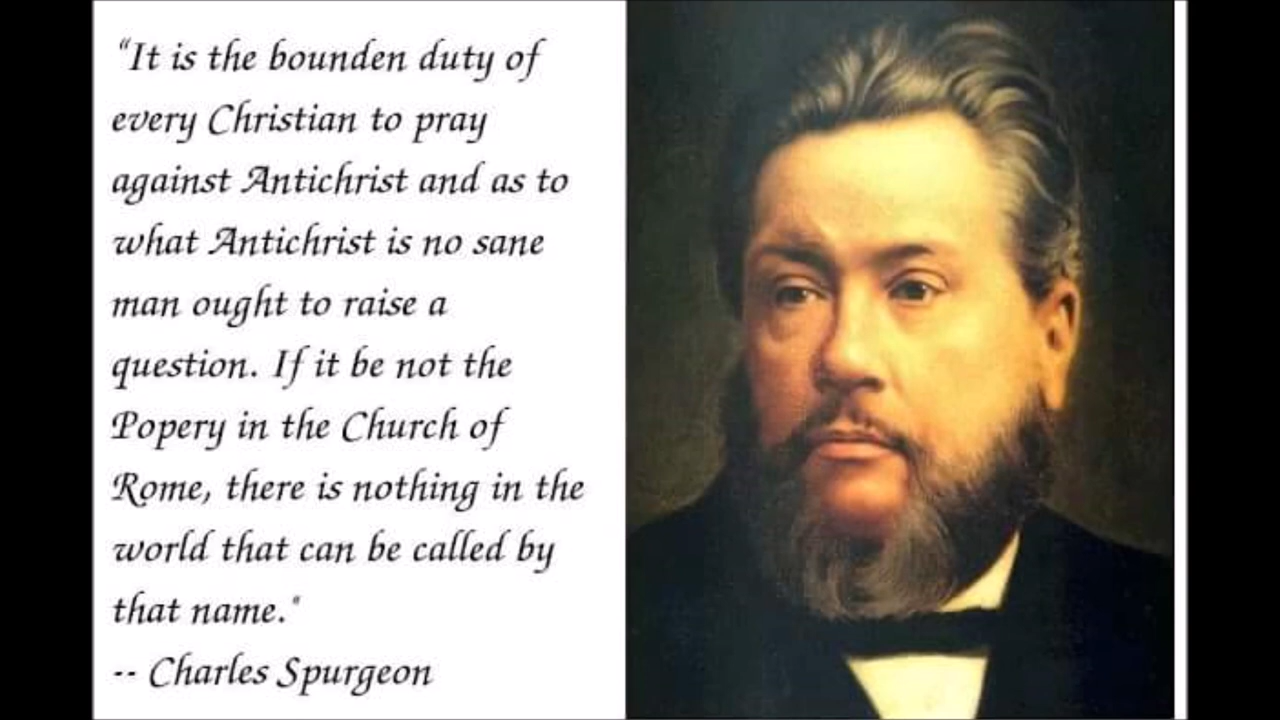 “It is the bounden duty of
every Christian to pray
against Antichrist and as to
what Antichrist is no sane
man ought to raise a
question. If it be not the
Popery in the Church of
Rome, there is nothing in the
world that can be called by
that name."
-- Charles Spurgeon